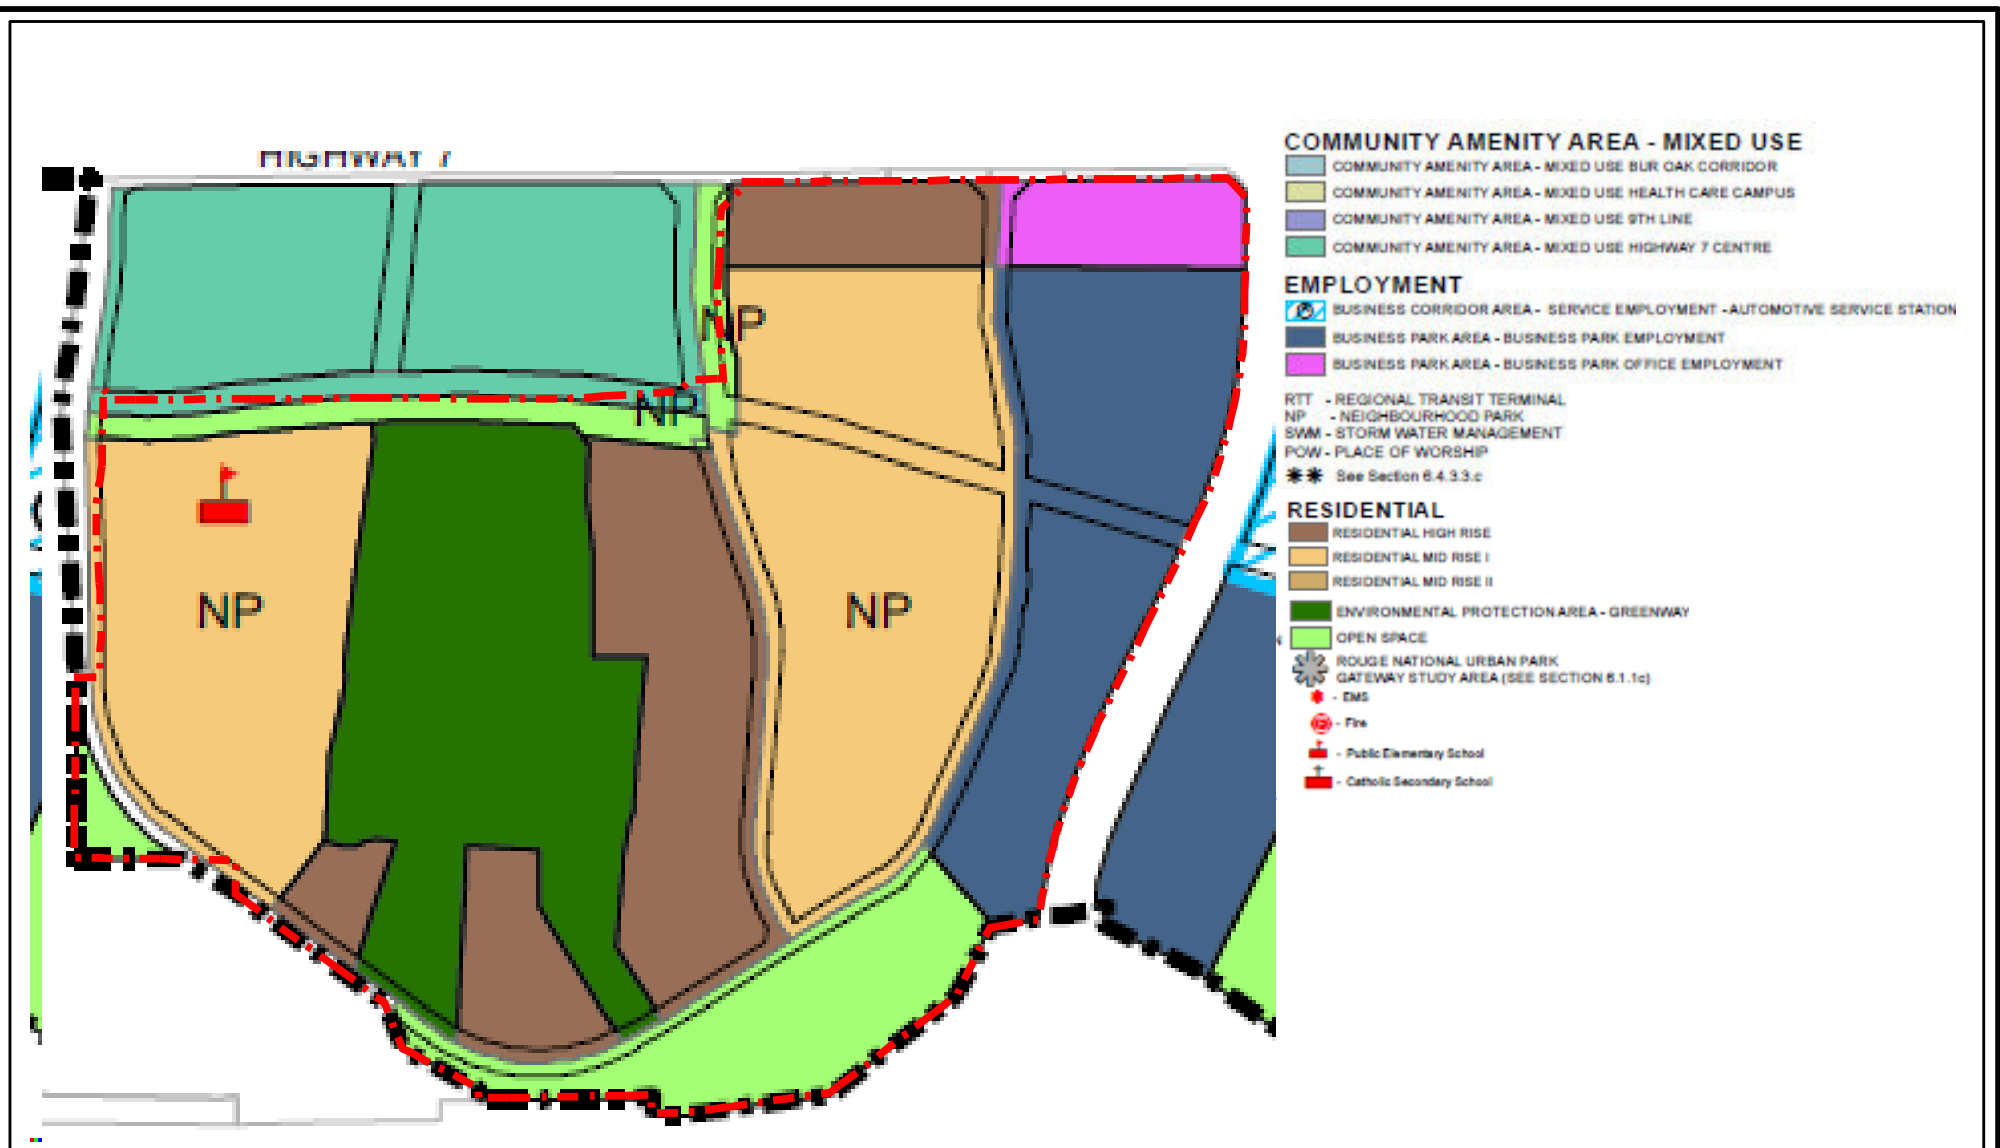 HIGHWAY 7
NP
NP
NP
NP
COMMUNITY AMENITY AREA - MIXED USE
COMMUNITY AMENITY AREA - MIXED USE BUR OAK CORRIDOR
COMMUNITY AMENITY AREA - MIXED USE HEALTH CARE CAMPUS
COMMUNITY AMENITY AREA - MIXED USE 9TH LINE
COMMUNITY AMENITY AREA - MIXED USE HIGHWAY 7 CENTRE
EMPLOYMENT
BUSINESS CORRIDOR AREA - SERVICE EMPLOYMENT - AUTOMOTIVE SERVICE STATION
BUSINESS PARK AREA - BUSINESS PARK EMPLOYMENT
BUSINESS PARK AREA - BUSINESS PARK OFFICE EMPLOYMENT
RTT - REGIONAL TRANSIT TERMINAL
NP - NEIGHBOURHOOD PARK
SWM - STORM WATER MANAGEMENT
POW - PLACE OF WORSHIP
✱✱ See Section 6.4.3.3.c
RESIDENTIAL
RESIDENTIAL HIGH RISE
RESIDENTIAL MID RISE I
RESIDENTIAL MID RISE II
ENVIRONMENTAL PROTECTION AREA - GREENWAY
OPEN SPACE
ROUGE NATIONAL URBAN PARK
GATEWAY STUDY AREA (SEE SECTION 6.1.1c)
- EMS
- Fire
- Public Elementary School
- Catholic Secondary School